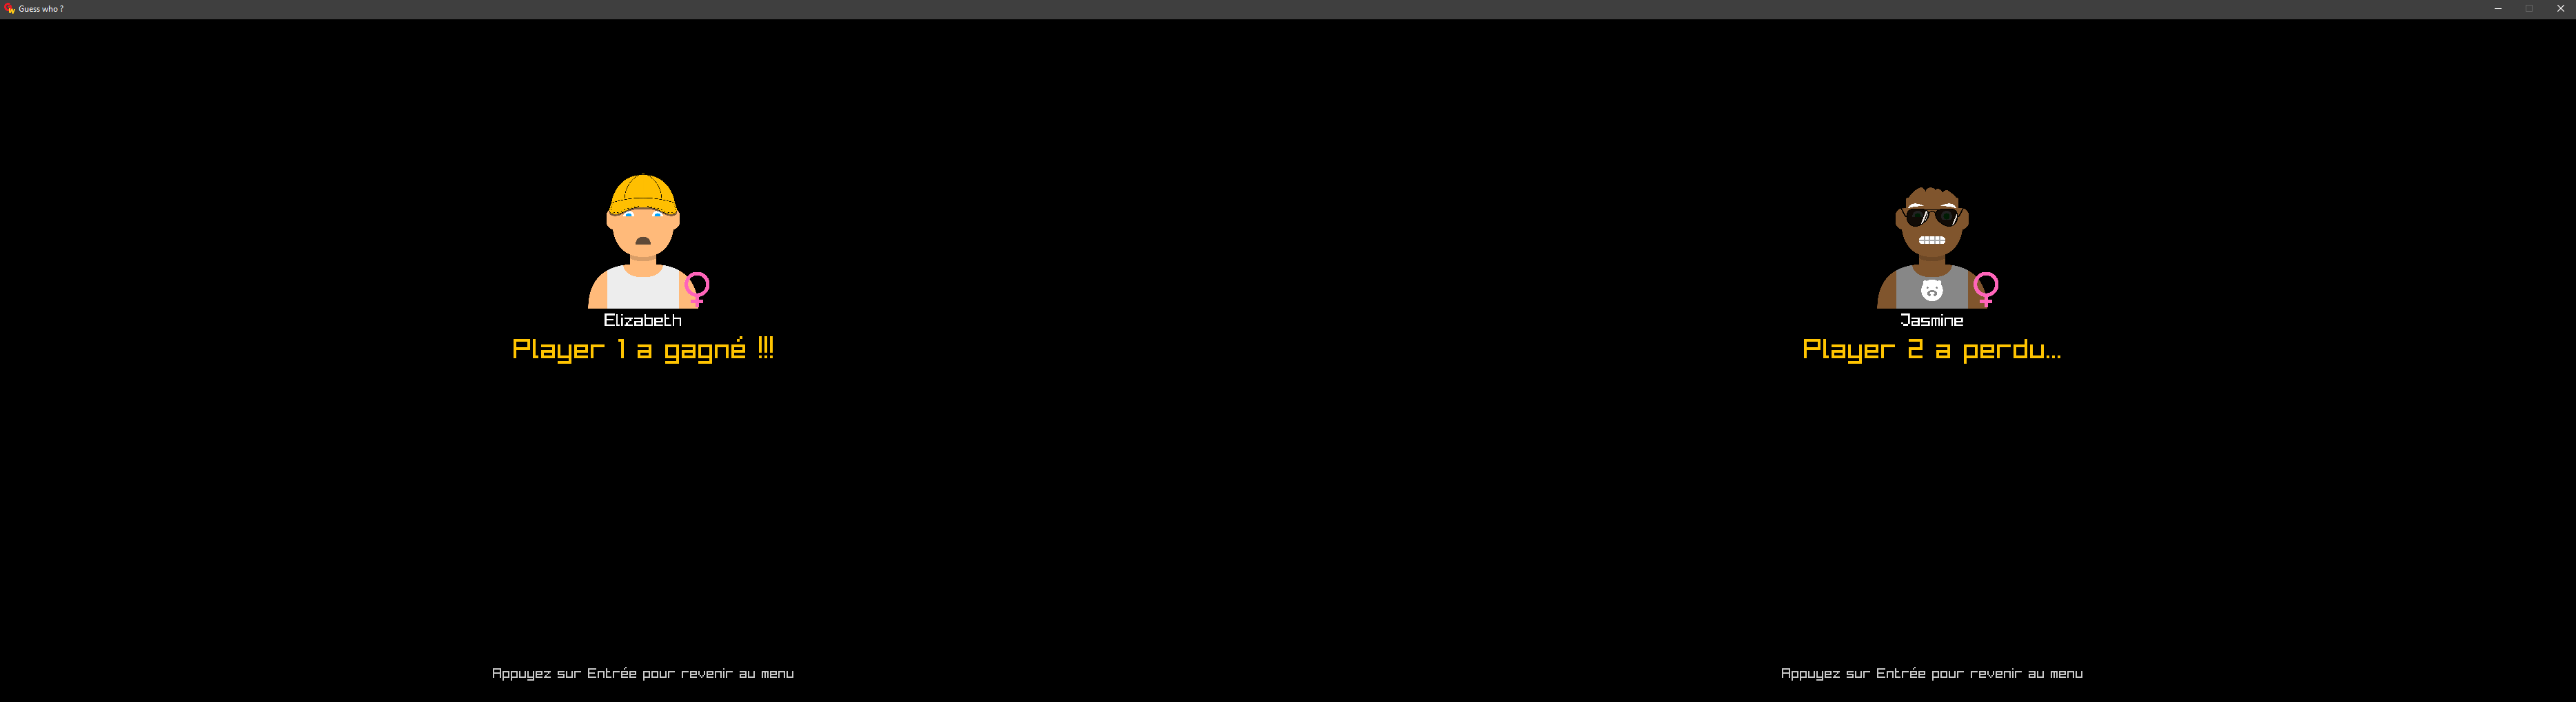 Guess who ?
Elizabeth
Player 1 a gagné !!!
Appuyez sur Entrée pour revenir au menu
Jasmine
Player 2 a perdu...
Appuyez sur Entrée pour revenir au menu